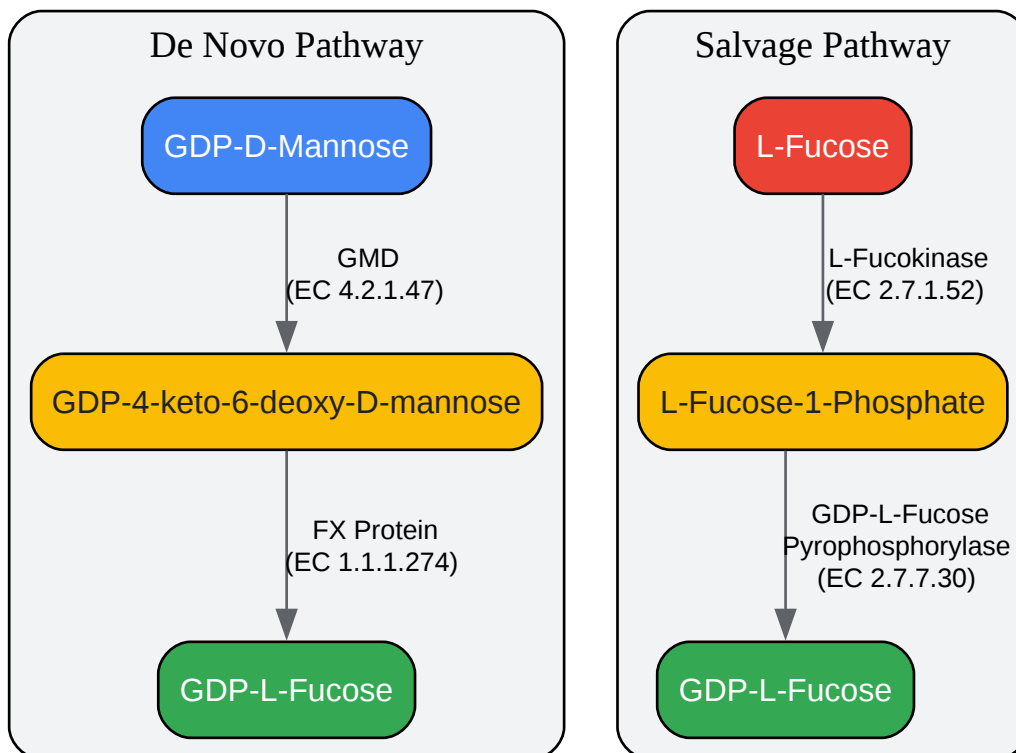 De Novo Pathway
GDP-D-Mannose
GMD
(EC 4.2.1.47)
GDP-4-keto-6-deoxy-D-mannose
FX Protein
(EC 1.1.1.274)
GDP-L-Fucose
Salvage Pathway
L-Fucose
L-Fucokinase
(EC 2.7.1.52)
L-Fucose-1-Phosphate
GDP-L-Fucose
Pyrophosphorylase
(EC 2.7.7.30)
GDP-L-Fucose